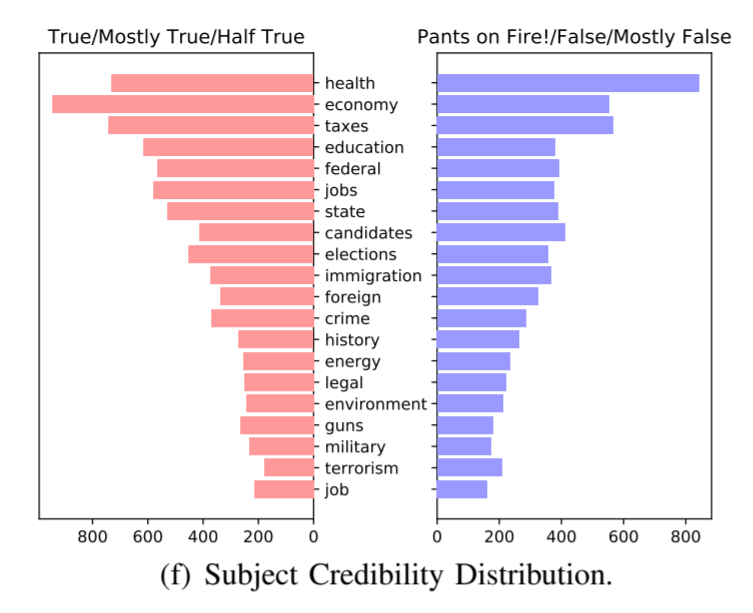 True/Mostly True/Half True
Pants on Fire!/False/Mostly False
health
economy
taxes
education
federal
jobs
state
candidates
elections
immigration
foreign
crime
history
energy
legal
environment
guns
military
terrorism
job
800 600 400 200 0
0 200 400 600 800
(f) Subject Credibility Distribution.